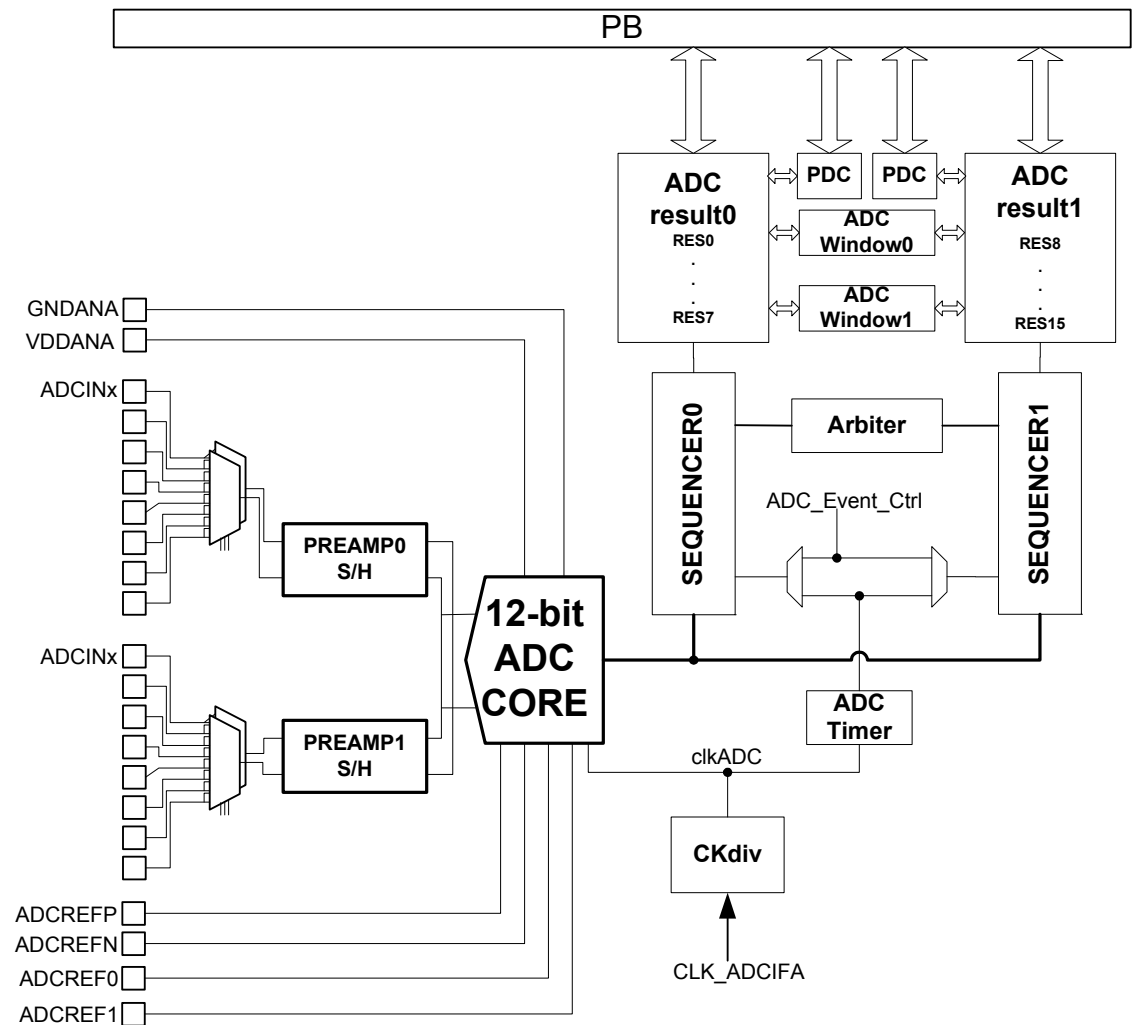 PB
ADC
result0
RES0
.
.
.
RES7
PDC
PDC
ADC
result1
RES8
.
.
.
RES15
ADC
Window0
ADC
Window1
GNDANA
VDDANA
ADCINx
SEQUENCER0
Arbiter
SEQUENCER1
ADC_Event_Ctrl
PREAMP0
S/H
12-bit
ADC
CORE
ADCINx
PREAMP1
S/H
ADC
Timer
clkADC
CKdiv
CLK_ADCIFA
ADCREFP
ADCREFN
ADCREF0
ADCREF1